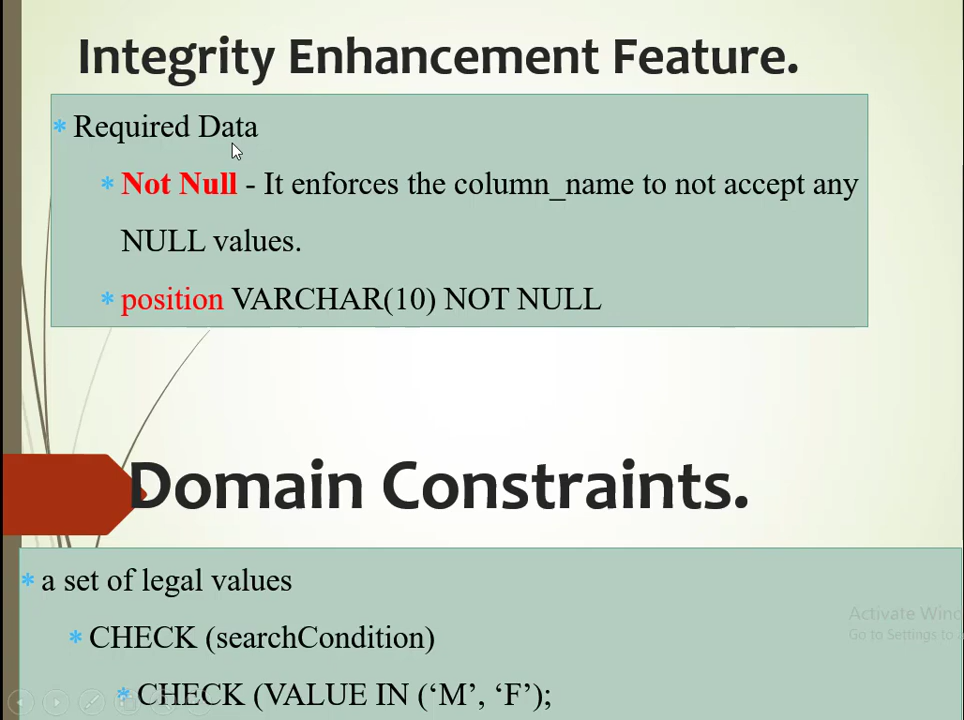 Integrity Enhancement Feature.
* Required Data
* Not Null - It enforces the column_name to not accept any
NULL values.
* position VARCHAR(10) NOT NULL
Domain Constraints.
* a set of legal values
* CHECK (searchCondition)
* CHECK (VALUE IN (‘M’, ‘F’);
Activate Wind
Go to Settings to a